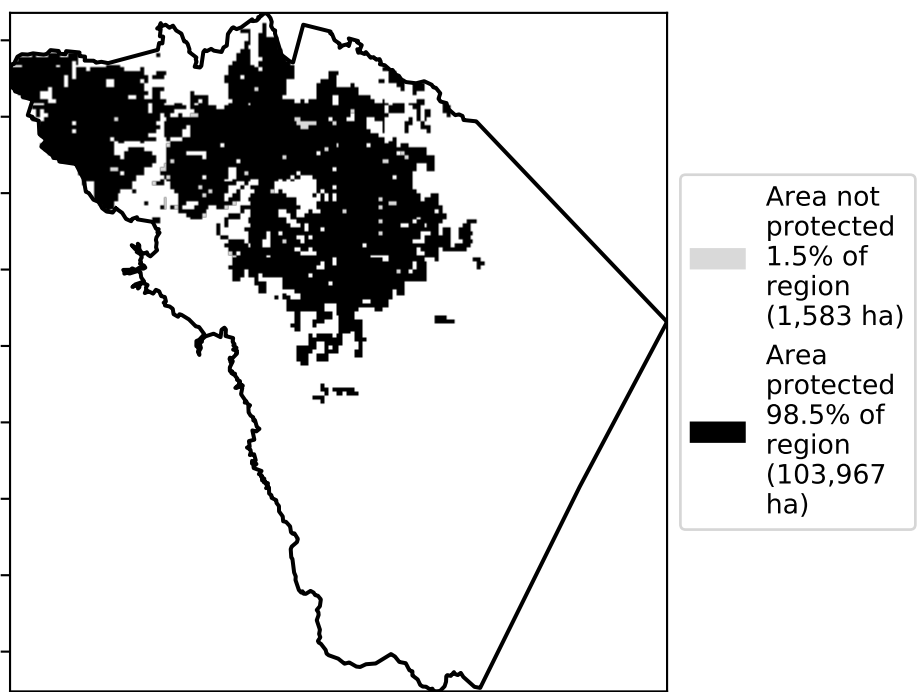 Area not
protected
1.5% of
region
(1,583 ha)
Area
protected
98.5% of
region
(103,967
ha)